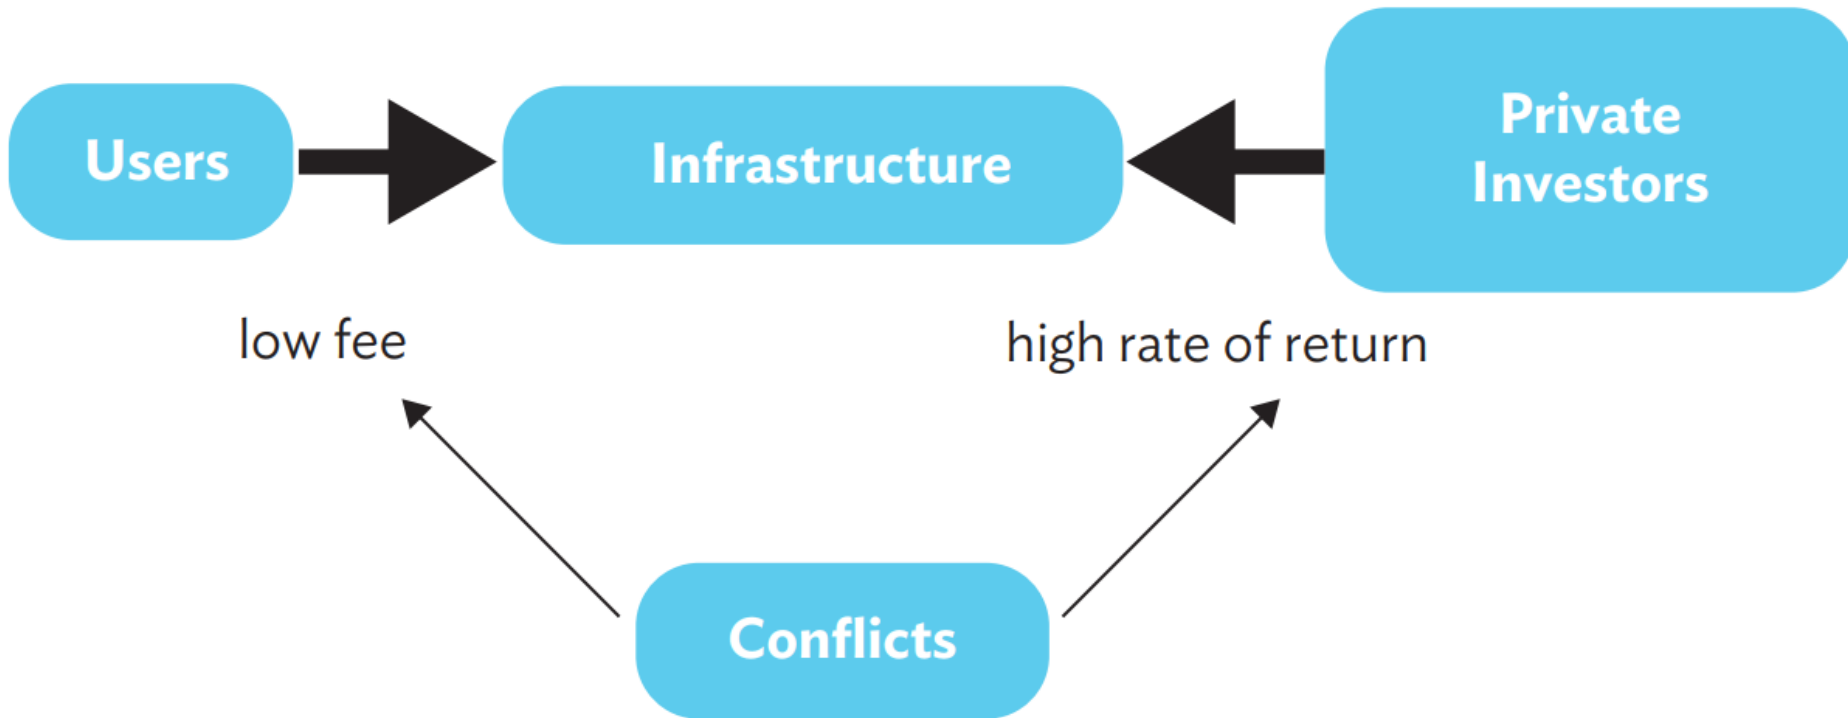 Users
Infrastructure
Private
Investors
low fee
high rate of return
Conflicts